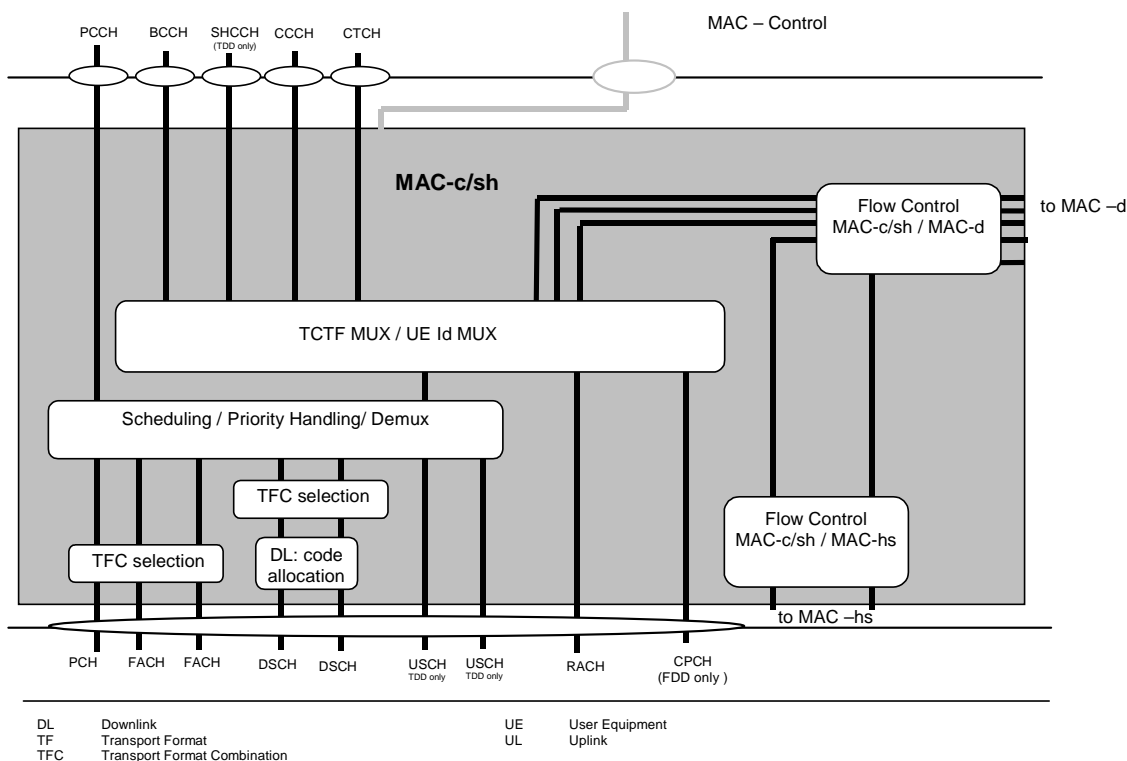 MAC – Control
PCCH BCCH SHCCH CCCH CTCH
(TDD only)
MAC-c/sh
Flow Control
MAC-c/sh / MAC-d
to MAC –d
TCTF MUX / UE Id MUX
Scheduling / Priority Handling/ Demux
TFC selection
Flow Control
MAC-c/sh / MAC-hs
TFC selection
DL: code
allocation
to MAC –hs
PCH FACH FACH DSCH DSCH USCH USCH RACH CPCH
TDD only TDD only (FDD only )
DL Downlink UE User Equipment
TF Transport Format UL Uplink
TFC Transport Format Combination